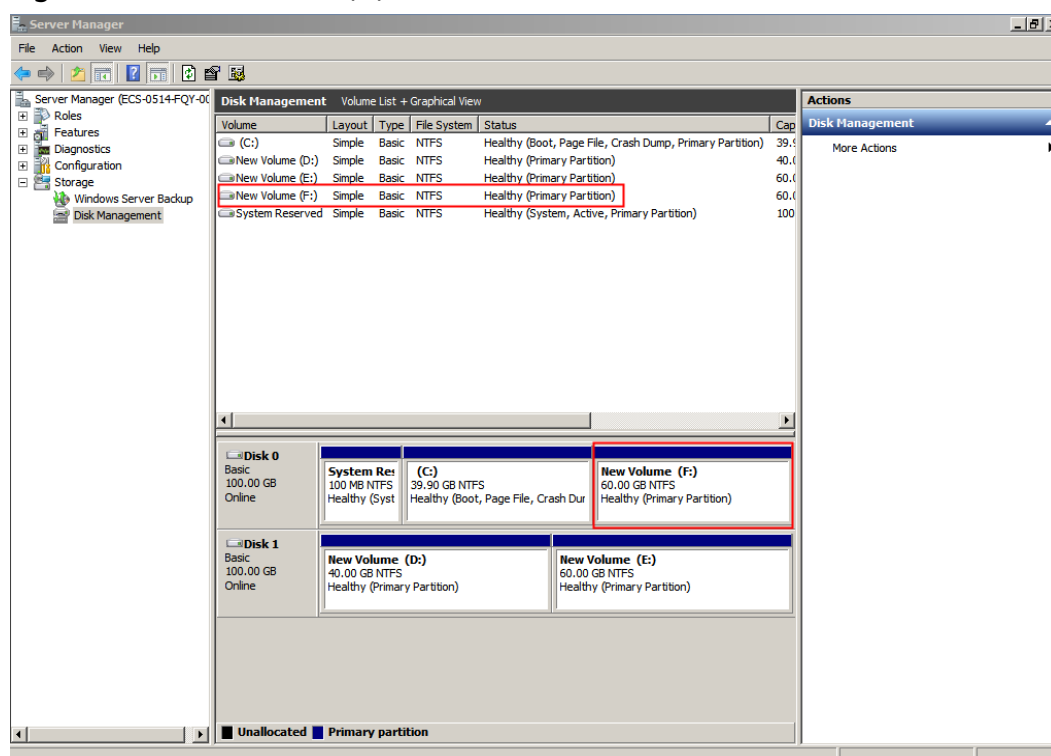 Server Manager
File Action View Help
Server Manager (ECS-0514-FQY-00
Roles
Features
Diagnostics
Configuration
Storage
Windows Server Backup
Disk Management
Disk Management Volume List + Graphical View
Volume Layout Type File System Status Cap
(C:) Simple Basic NTFS Healthy (Boot, Page File, Crash Dump, Primary Partition) 39.9
New Volume (D:) Simple Basic NTFS Healthy (Primary Partition) 40.0
New Volume (E:) Simple Basic NTFS Healthy (Primary Partition) 60.0
New Volume (F:) Simple Basic NTFS Healthy (Primary Partition) 60.0
System Reserved Simple Basic NTFS Healthy (System, Active, Primary Partition) 100
Disk 0
Basic
100.00 GB
Online
System Res
100 MB NTFS
Healthy (Syst
(C:)
39.90 GB NTFS
Healthy (Boot, Page File, Crash Dur
New Volume (F:)
60.00 GB NTFS
Healthy (Primary Partition)
Disk 1
Basic
100.00 GB
Online
New Volume (D:)
40.00 GB NTFS
Healthy (Primary Partition)
New Volume (E:)
60.00 GB NTFS
Healthy (Primary Partition)
Unallocated Primary partition
Actions
Disk Management
More Actions